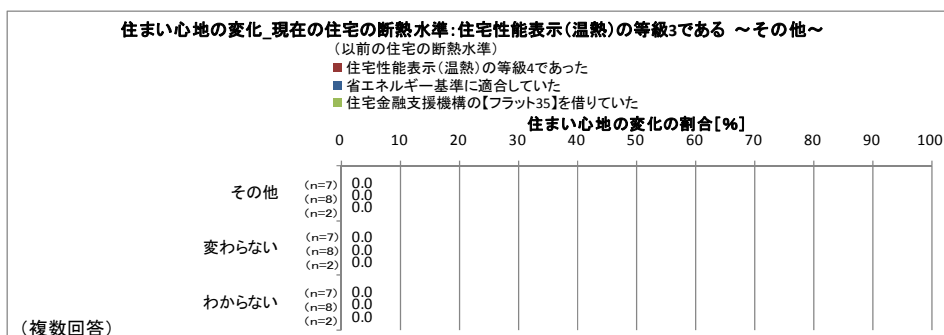 住まい心地の変化_現在の住宅の断熱水準:住宅性能表示(温熱)の等級3である ～その他～
(以前の住宅の断熱水準)
住宅性能表示(温熱)の等級4であった
省エネルギー基準に適合していた
住宅金融支援機構の【フラット35】を借りていた
住まい心地の変化の割合[%]
0 10 20 30 40 50 60 70 80 90 100
その他
(n=7) 0.0
(n=8) 0.0
(n=2) 0.0
変わらない
(n=7) 0.0
(n=8) 0.0
(n=2) 0.0
わからない
(n=7) 0.0
(n=8) 0.0
(n=2) 0.0
(複数回答)